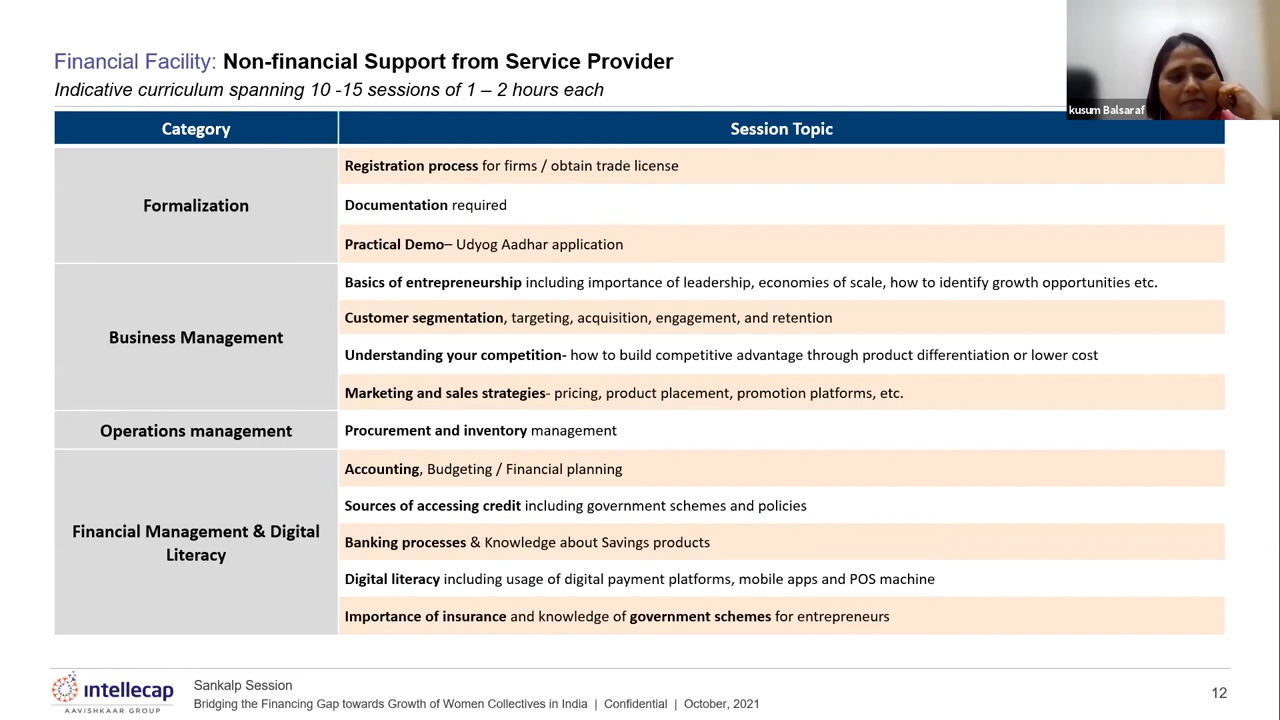 Financial Facility: Non-financial Support from Service Provider
Indicative curriculum spanning 10 -15 sessions of 1 – 2 hours each
kusum Balsaraf
Category
Session Topic
Formalization
Registration process for firms / obtain trade license
Documentation required
Practical Demo– Udyog Aadhar application
Business Management
Basics of entrepreneurship including importance of leadership, economies of scale, how to identify growth opportunities etc.
Customer segmentation, targeting, acquisition, engagement, and retention
Understanding your competition- how to build competitive advantage through product differentiation or lower cost
Marketing and sales strategies- pricing, product placement, promotion platforms, etc.
Operations management
Procurement and inventory management
Financial Management & Digital
Literacy
Accounting, Budgeting / Financial planning
Sources of accessing credit including government schemes and policies
Banking processes & Knowledge about Savings products
Digital literacy including usage of digital payment platforms, mobile apps and POS machine
Importance of insurance and knowledge of government schemes for entrepreneurs
intellecap
AAVISHKAAR GROUP
Sankalp Session
Bridging the Financing Gap towards Growth of Women Collectives in India | Confidential | October, 2021
12